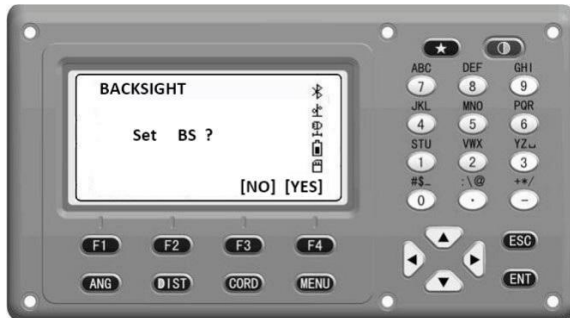 BACKSIGHT
Set BS ?
[NO] [YES]
F1 F2 F3 F4
ANG DIST CORD MENU
ABC DEF GHI
7 8 9
JKL MNO PQR
4 5 6
STU VWX YZ␣
1 2 3
#$_ :\@ +*/
0 . -
ESC
ENT